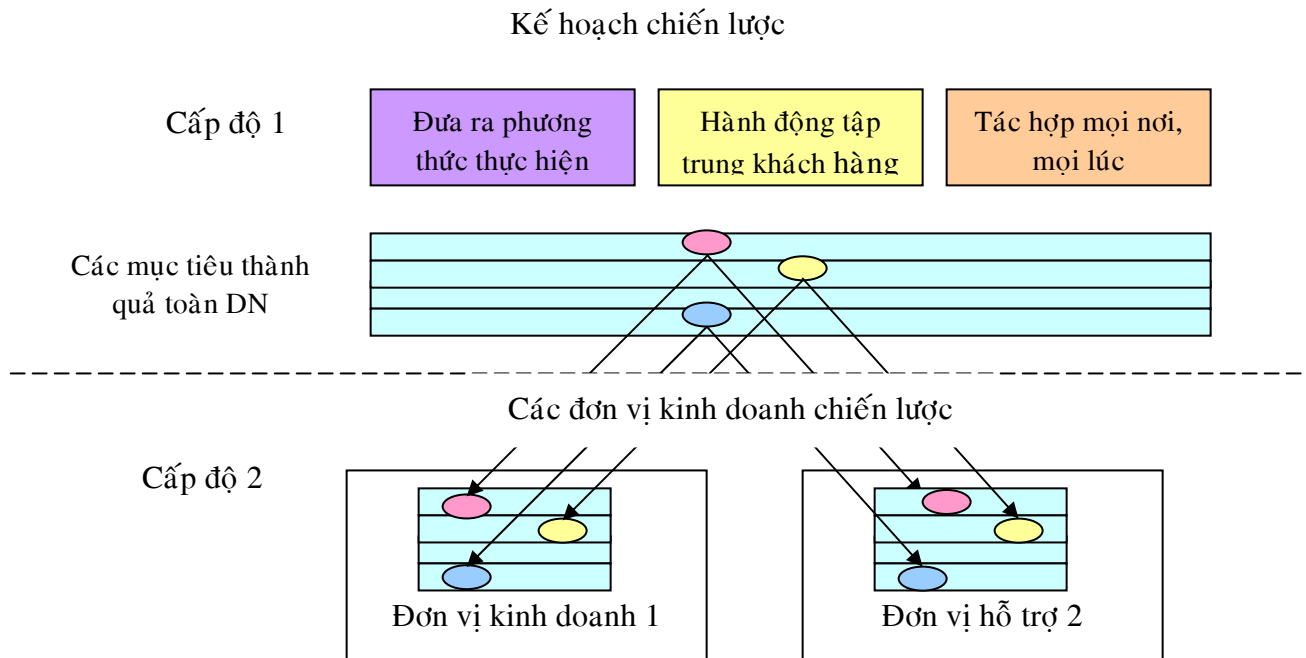 Kế hoạch chiến lược
Cấp độ 1
Đưa ra phương
thức thực hiện
Hành động tập
trung khách hàng
Tác hợp mọi nơi,
mọi lúc
Các mục tiêu thành
quả toàn DN
Các đơn vị kinh doanh chiến lược
Cấp độ 2
Đơn vị kinh doanh 1
Đơn vị hỗ trợ 2